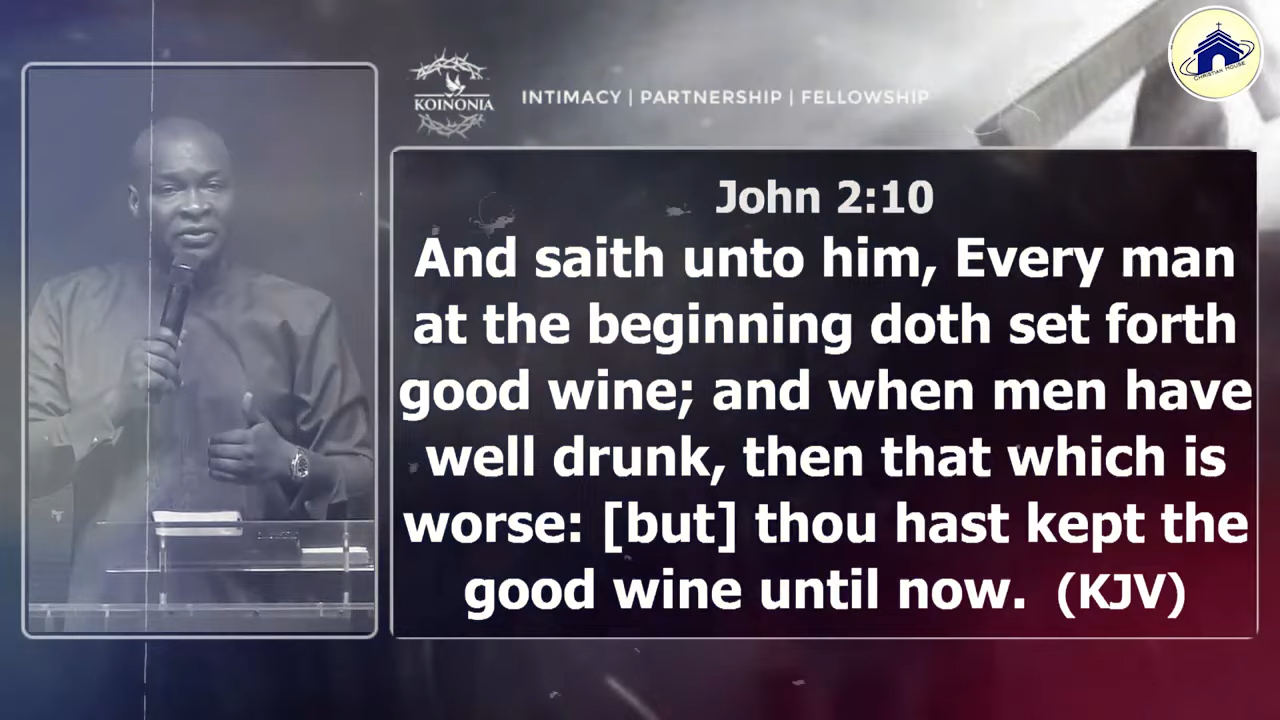 KOINONIA
INTIMACY | PARTNERSHIP | FELLOWSHIP
CHRISTIAN HOUSE
John 2:10
And saith unto him, Every man
at the beginning doth set forth
good wine; and when men have
well drunk, then that which is
worse: [but] thou hast kept the
good wine until now. (KJV)